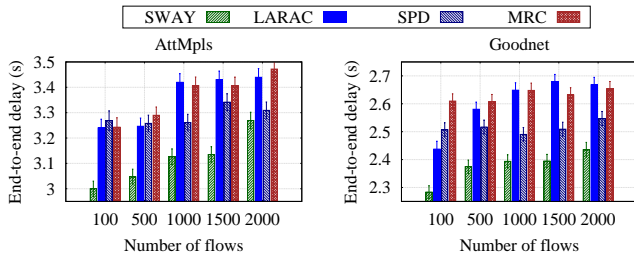 SWAY LARAC SPD MRC
AttMpls
Goodnet
End-to-end delay (s)
3.5
3.4
3.3
3.2
3.1
3
100 500 1000 1500 2000
Number of flows
End-to-end delay (s)
2.7
2.6
2.5
2.4
2.3
100 500 1000 1500 2000
Number of flows